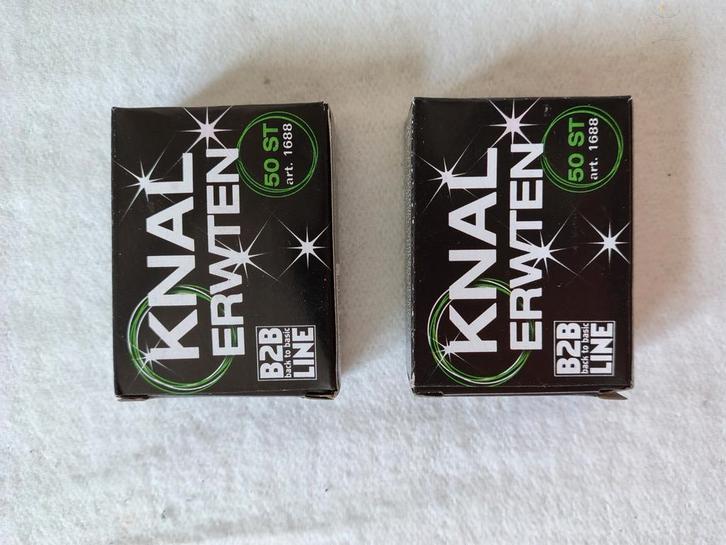 KNAL
ERWTEN
50 ST
art. 1688
B2B
back to basic
LINE
KNAL
ERWTEN
50 ST
art. 1688
B2B
back to basic
LINE